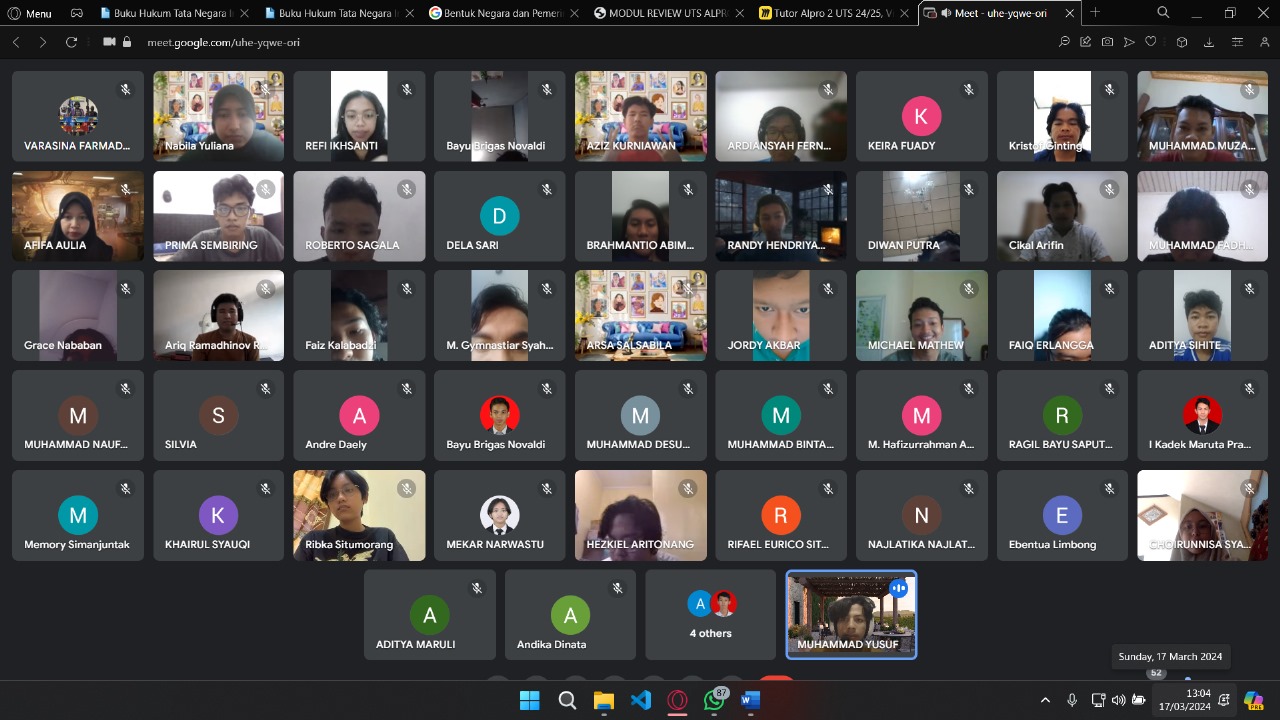 Menu
Buku Hukum Tata Negara I
Buku Hukum Tata Negara I
Bentuk Negara dan Pemeri
MODUL REVIEW UTS ALPR
Tutor Alpro 2 UTS 24/25, V
Meet - uhe-yqwe-ori
meet.google.com/uhe-yqwe-ori
VARASINA FARMAD...
Nabila Yuliana
REFI IKHSANTI
Bayu Brigas Novaldi
AZIZ KURNIAWAN
ARDIANSYAH FERN...
K
KEIRA FUADY
Kristof Ginting
MUHAMMAD MUZA...
AFIFA AULIA
PRIMA SEMBIRING
ROBERTO SAGALA
D
DELA SARI
BRAHMANTIO ABIM...
RANDY HENDRIYA...
DIWAN PUTRA
Cikal Arifin
MUHAMMAD FADH...
Grace Nababan
Ariq Ramadhinov R...
Faiz Kalabadzi
M. Gymnastiar Syah...
ARSA SALSABILA
JORDY AKBAR
MICHAEL MATHEW
FAIQ ERLANGGA
ADITYA SIHITE
M
MUHAMMAD NAUF...
S
SILVIA
A
Andre Daely
Bayu Brigas Novaldi
M
MUHAMMAD DESU...
M
MUHAMMAD BINTA...
M
M. Hafizurrahman A...
R
RAGIL BAYU SAPUT...
I Kadek Maruta Pra...
M
Memory Simanjuntak
K
KHAIRUL SYAUQI
Ribka Situmorang
MEKAR NARWASTU
HEZKIEL ARITONANG
R
RIFAEL EURICO SIT...
N
NAJLATIKA NAJLAT...
E
Ebentua Limbong
CHOIRUNNISA SYA...
A
ADITYA MARULI
A
Andika Dinata
A
4 others
MUHAMMAD YUSUF
Sunday, 17 March 2024
52
87
13:04
17/03/2024
PRE